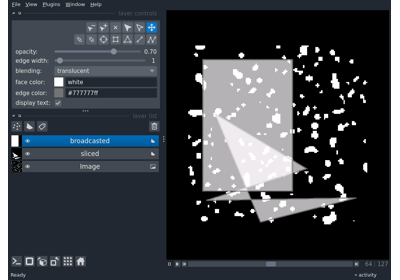 File View Plugins Window Help
layer controls
opacity: 0.70
edge width: 1
blending: translucent
face color: white
edge color: #777777ff
display text:
layer list
broadcasted
sliced
Image
64 127
Ready activity